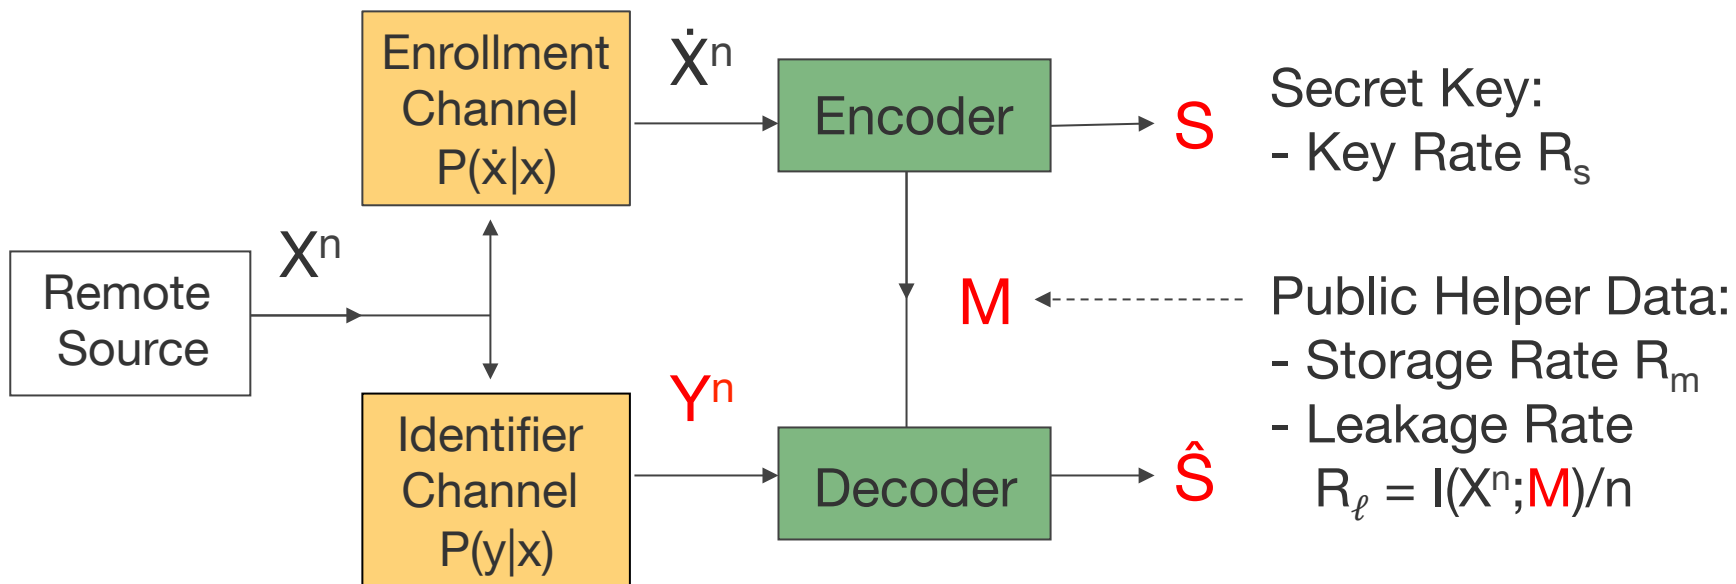 Enrollment
Channel
P(ẋ|x)
Ẋⁿ
Encoder
S
Secret Key:
- Key Rate Rₛ
Xⁿ
Remote
Source
M
Public Helper Data:
- Storage Rate Rₘ
- Leakage Rate
R_ℓ = I(Xⁿ;M)/n
Identifier
Channel
P(y|x)
Yⁿ
Decoder
Ŝ